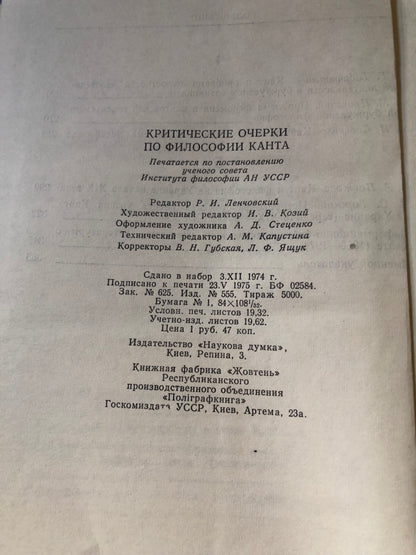 КРИТИЧЕСКИЕ ОЧЕРКИ
ПО ФИЛОСОФИИ КАНТА
Печатается по постановлению
ученого совета
Института философии АН УССР
Редактор Р. И. Ленчовский
Художественный редактор И. В. Козий
Оформление художника А. Д. Стеценко
Технический редактор А. М. Капустина
Корректоры В. Н. Губская, Л. Ф. Ящук
Сдано в набор 3.XII 1974 г.
Подписано к печати 23.V 1975 г. БФ 02584.
Зак. № 625. Изд. № 555. Тираж 5000.
Бумага № 1, 84×108¹/₃₂.
Условн. печ. листов 19,32.
Учетно-изд. листов 19,62.
Цена 1 руб. 47 коп.
Издательство «Наукова думка»,
Киев, Репина, 3.
Книжная фабрика «Жовтень»
Республиканского
производственного объединения
«Полiграфкнига»
Госкомиздата УССР, Киев, Артема, 23а.